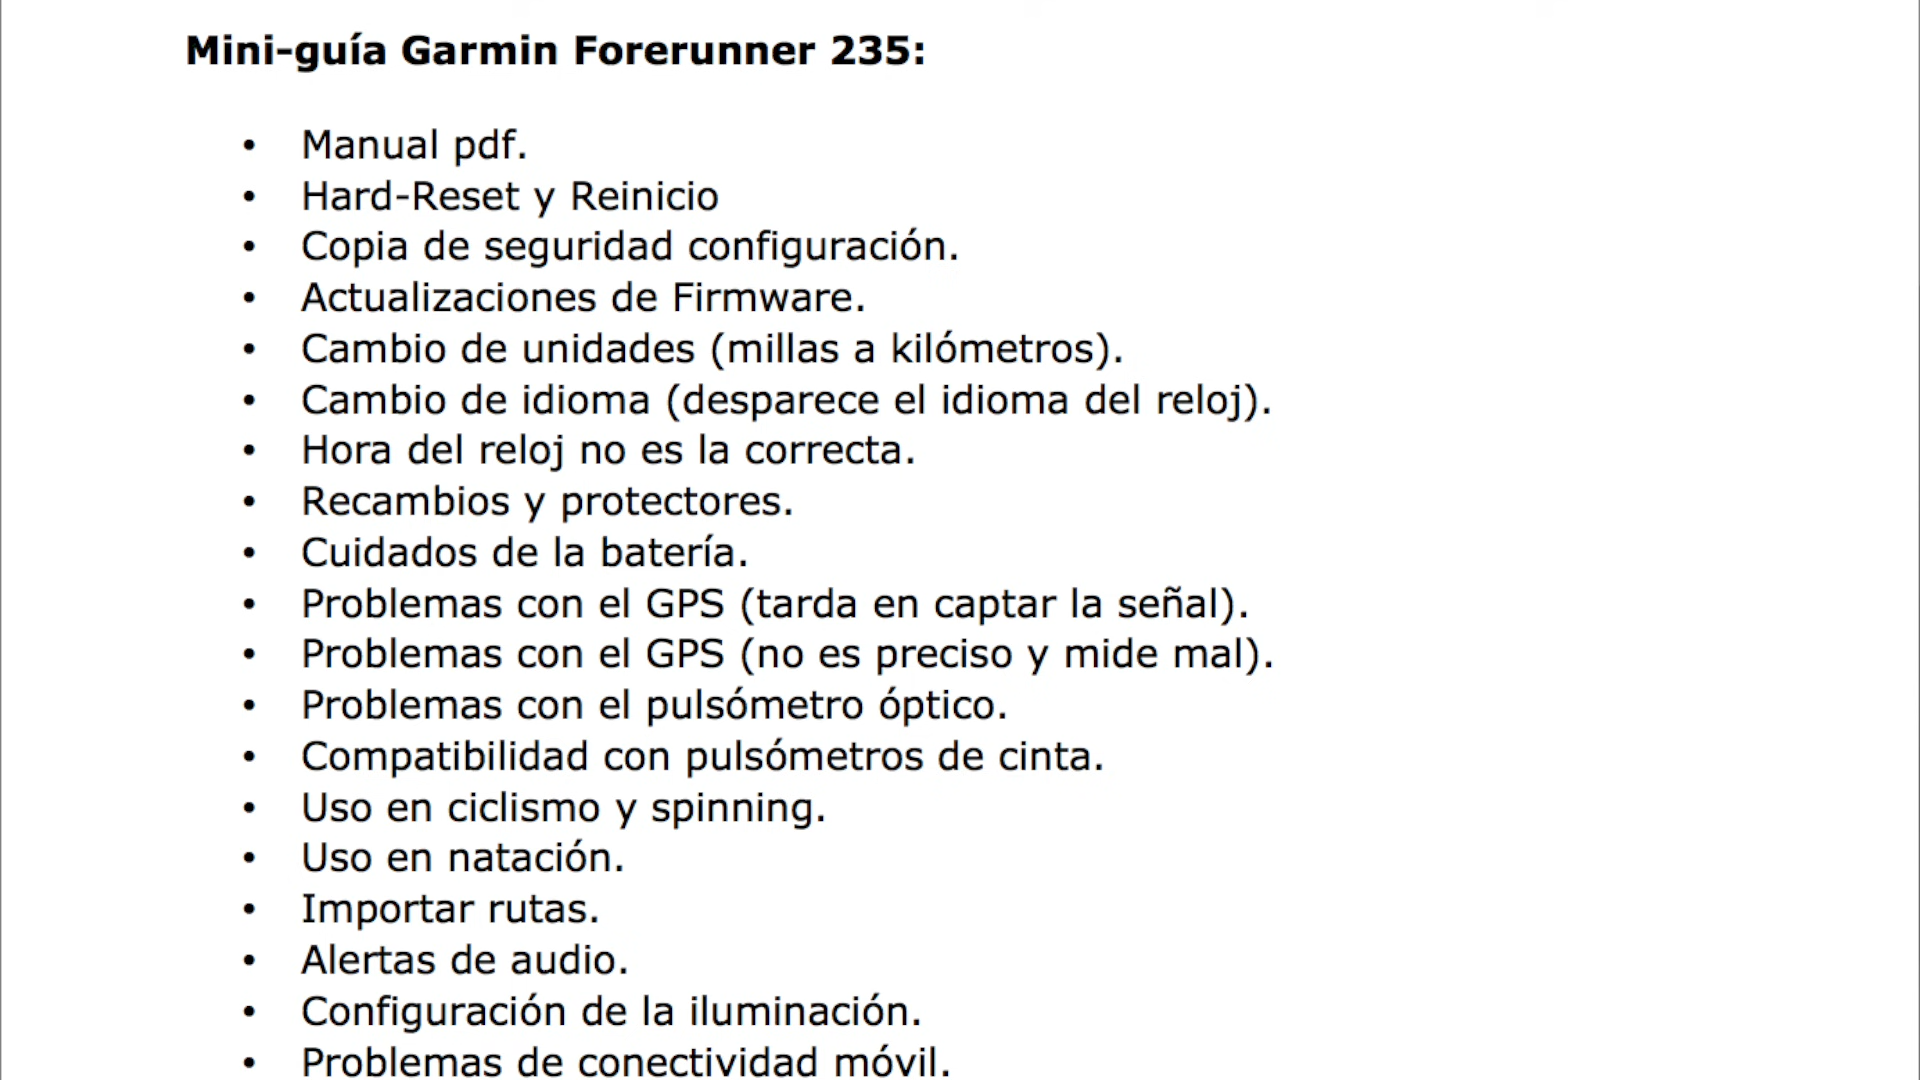 Mini-guía Garmin Forerunner 235:
• Manual pdf.
• Hard-Reset y Reinicio
• Copia de seguridad configuración.
• Actualizaciones de Firmware.
• Cambio de unidades (millas a kilómetros).
• Cambio de idioma (desparece el idioma del reloj).
• Hora del reloj no es la correcta.
• Recambios y protectores.
• Cuidados de la batería.
• Problemas con el GPS (tarda en captar la señal).
• Problemas con el GPS (no es preciso y mide mal).
• Problemas con el pulsómetro óptico.
• Compatibilidad con pulsómetros de cinta.
• Uso en ciclismo y spinning.
• Uso en natación.
• Importar rutas.
• Alertas de audio.
• Configuración de la iluminación.
• Problemas de conectividad móvil.